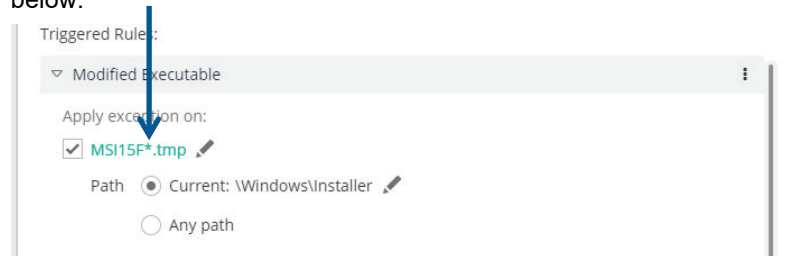 below:
Triggered Rules:
Modified Executable
Apply exception on:
MSI15F*.tmp
Path Current: \Windows\Installer
Any path